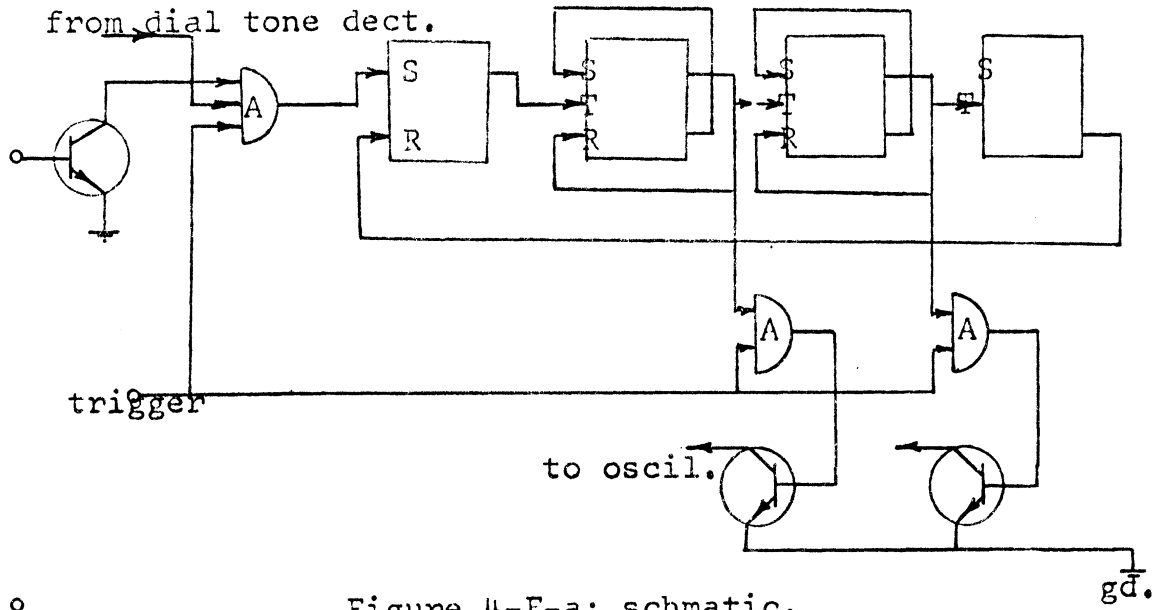 from dial tone dect.
S
S
S
S
A
T
T
T
R
R
R
A
A
trigger
to oscil.
gd.
Figure 4-F-a: schmatic.